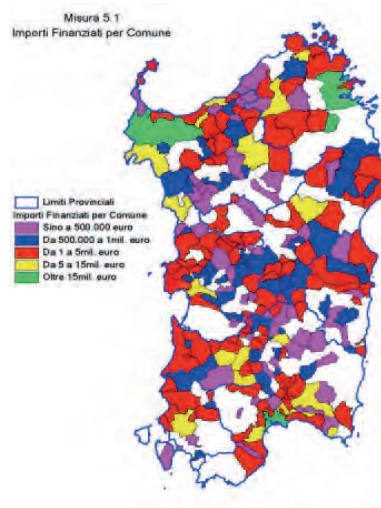 Misura 5.1
Importi Finanziati per Comune
Limiti Provinciali
Importi Finanziati per Comune
Sino a 500.000 euro
Da 500.000 a 1mil. euro
Da 1 a 5mil. euro
Da 5 a 15mil. euro
Oltre 15mil. euro